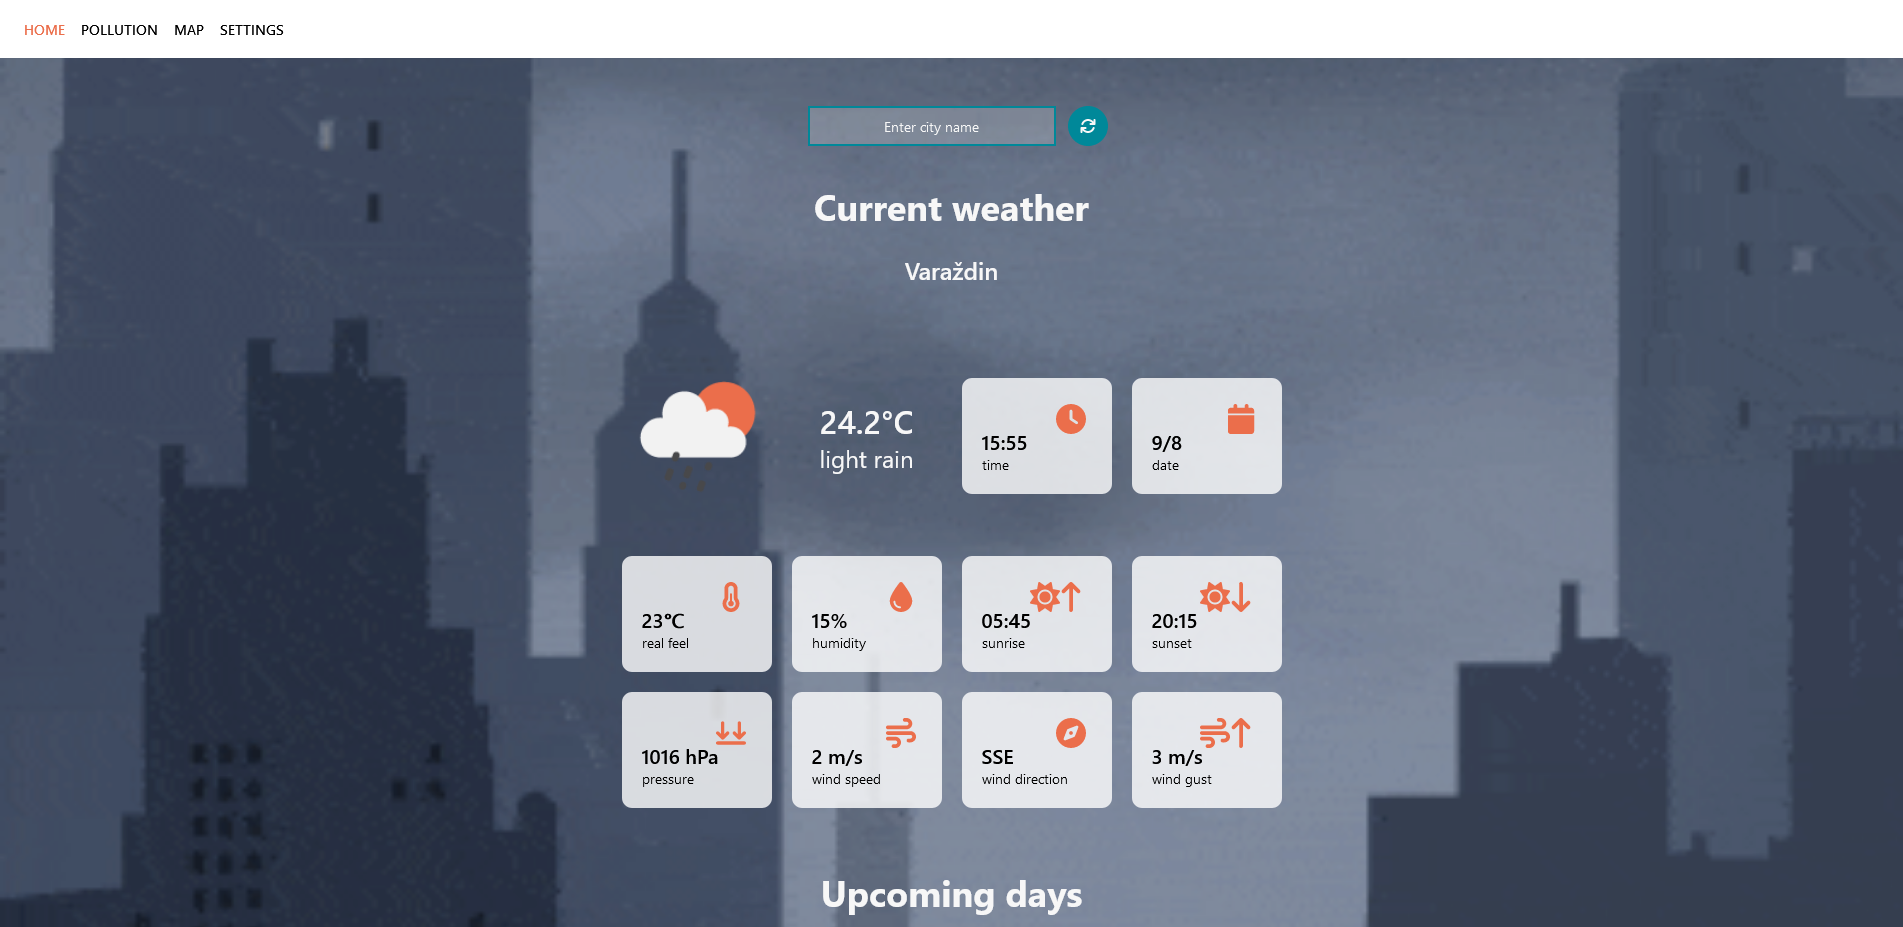 HOME POLLUTION MAP SETTINGS
Enter city name
Current weather
Varaždin
24.2°C
light rain
15:55
time
9/8
date
23°C
real feel
15%
humidity
05:45
sunrise
20:15
sunset
1016 hPa
pressure
2 m/s
wind speed
SSE
wind direction
3 m/s
wind gust
Upcoming days